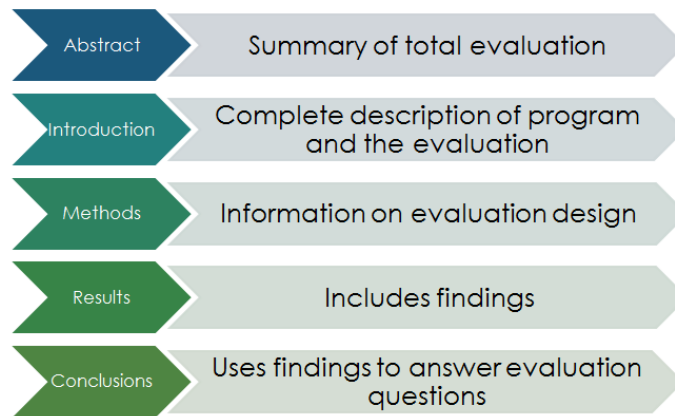 Abstract
Summary of total evaluation
Introduction
Complete description of program
and the evaluation
Methods
Information on evaluation design
Results
Includes findings
Conclusions
Uses findings to answer evaluation
questions